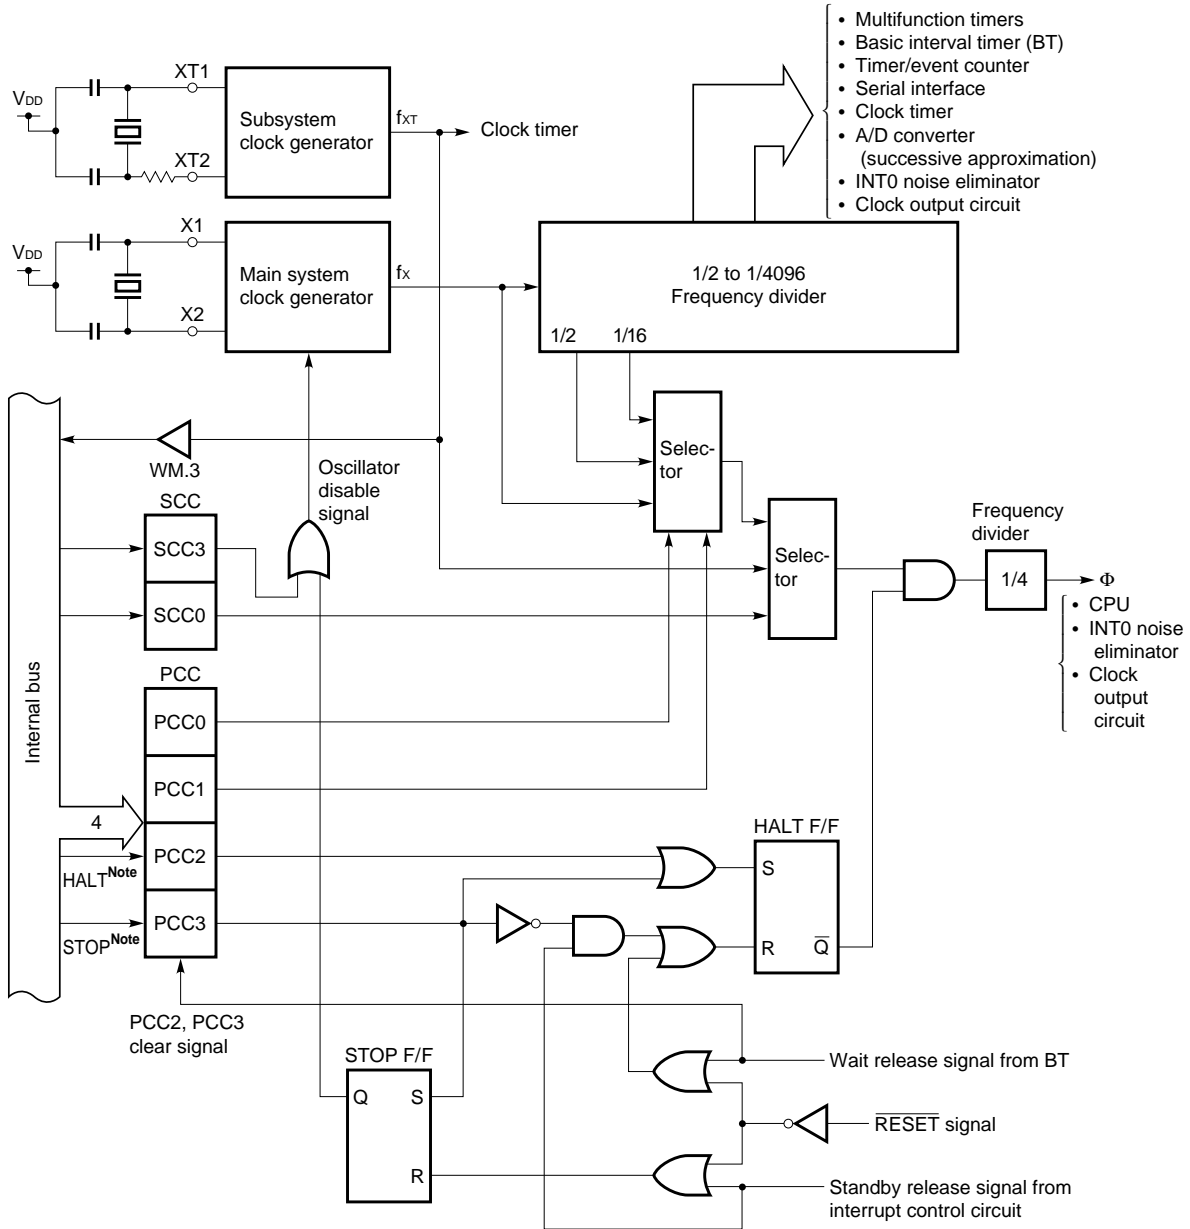 • Multifunction timers
• Basic interval timer (BT)
• Timer/event counter
• Serial interface
• Clock timer
• A/D converter
(successive approximation)
• INT0 noise eliminator
• Clock output circuit
VDD
XT1
XT2
Subsystem
clock generator
fXT
Clock timer
VDD
X1
X2
Main system
clock generator
fX
1/2 to 1/4096
Frequency divider
1/2
1/16
WM.3
Oscillator
disable
signal
Selec-
tor
Selec-
tor
Frequency
divider
1/4
Φ
• CPU
• INT0 noise
eliminator
• Clock
output
circuit
Internal bus
SCC
SCC3
SCC0
PCC
PCC0
PCC1
PCC2
PCC3
4
HALTNote
STOPNote
HALT F/F
S
R
Q̅
PCC2, PCC3
clear signal
STOP F/F
Q
S
R
Wait release signal from BT
R̅E̅S̅E̅T̅ signal
Standby release signal from
interrupt control circuit